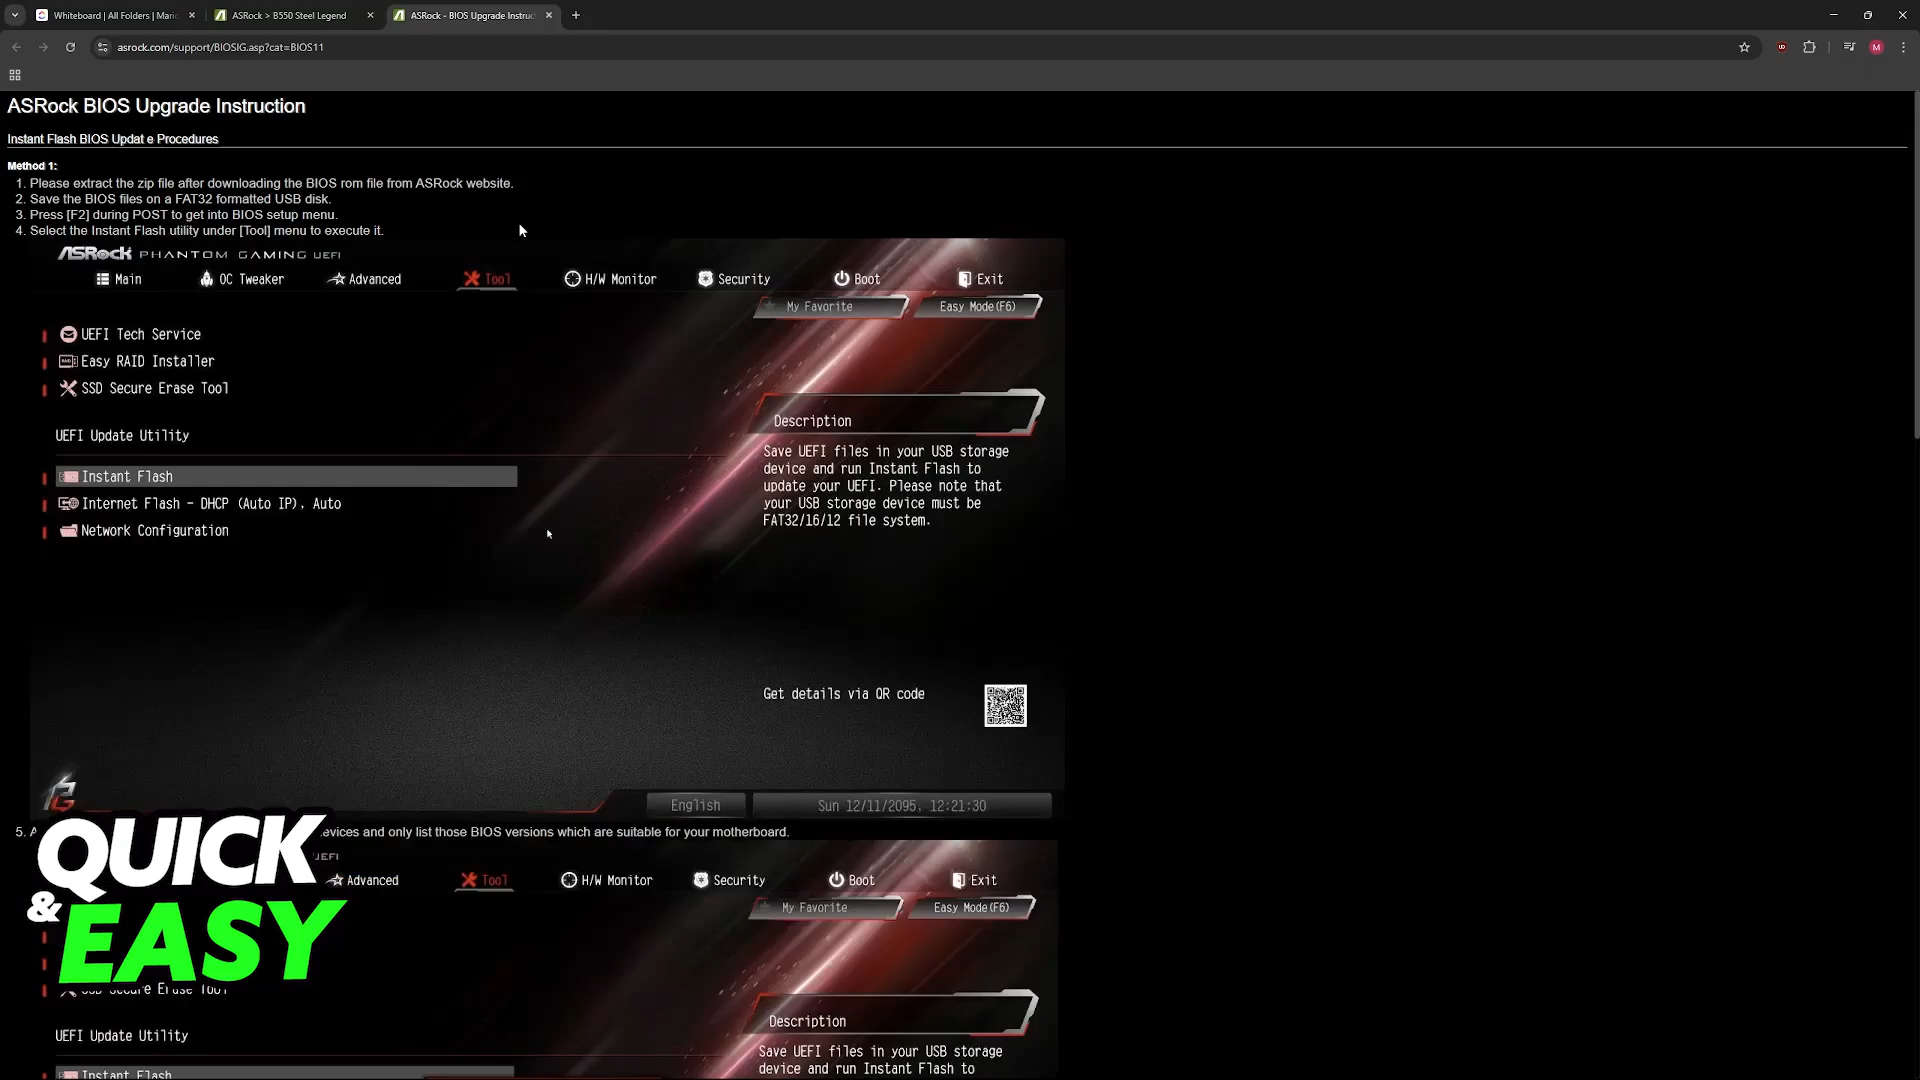 Whiteboard | All Folders | Mari
ASRock > B550 Steel Legend
ASRock - BIOS Upgrade Instruc
asrock.com/support/BIOSIG.asp?cat=BIOS11
M
ASRock BIOS Upgrade Instruction
Instant Flash BIOS Updat e Procedures
Method 1:
1. Please extract the zip file after downloading the BIOS rom file from ASRock website.
2. Save the BIOS files on a FAT32 formatted USB disk.
3. Press [F2] during POST to get into BIOS setup menu.
4. Select the Instant Flash utility under [Tool] menu to execute it.
ASRock PHANTOM GAMING UEFI
Main OC Tweaker Advanced Tool H/W Monitor Security Boot Exit
My Favorite Easy Mode(F6)
UEFI Tech Service
Easy RAID Installer
SSD Secure Erase Tool
UEFI Update Utility
Instant Flash
Internet Flash - DHCP (Auto IP), Auto
Network Configuration
Description
Save UEFI files in your USB storage
device and run Instant Flash to
update your UEFI. Please note that
your USB storage device must be
FAT32/16/12 file system.
Get details via QR code
English Sun 12/11/2095, 12:21:30
5. evices and only list those BIOS versions which are suitable for your motherboard.
UEFI
Advanced Tool H/W Monitor Security Boot Exit
My Favorite Easy Mode(F6)
QUICK
& EASY
SSD Secure Erase Tool
UEFI Update Utility
Instant Flash
Description
Save UEFI files in your USB storage
device and run Instant Flash to